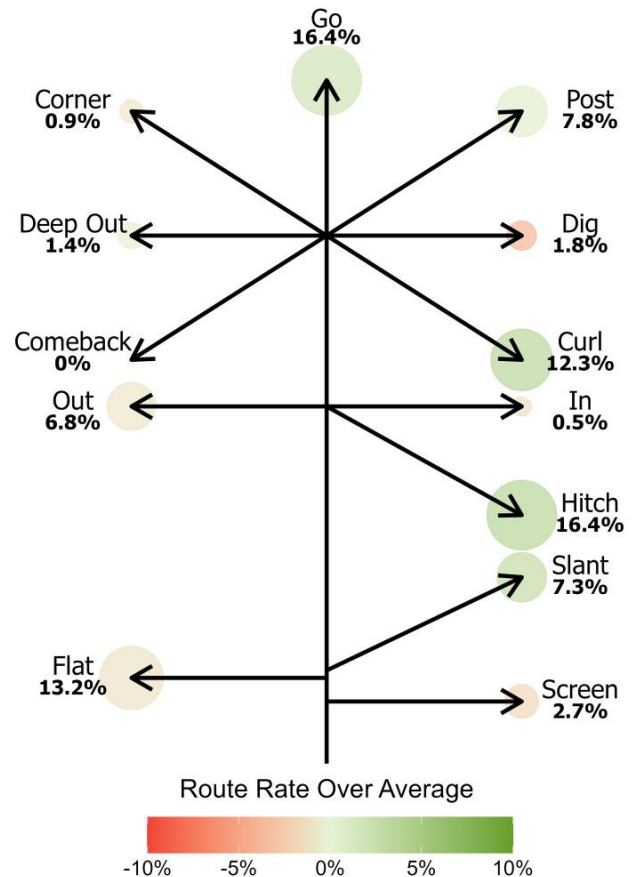 Go
16.4%
Corner
0.9%
Post
7.8%
Deep Out
1.4%
Dig
1.8%
Comeback
0%
Curl
12.3%
Out
6.8%
In
0.5%
Hitch
16.4%
Slant
7.3%
Flat
13.2%
Screen
2.7%
Route Rate Over Average
-10% -5% 0% 5% 10%